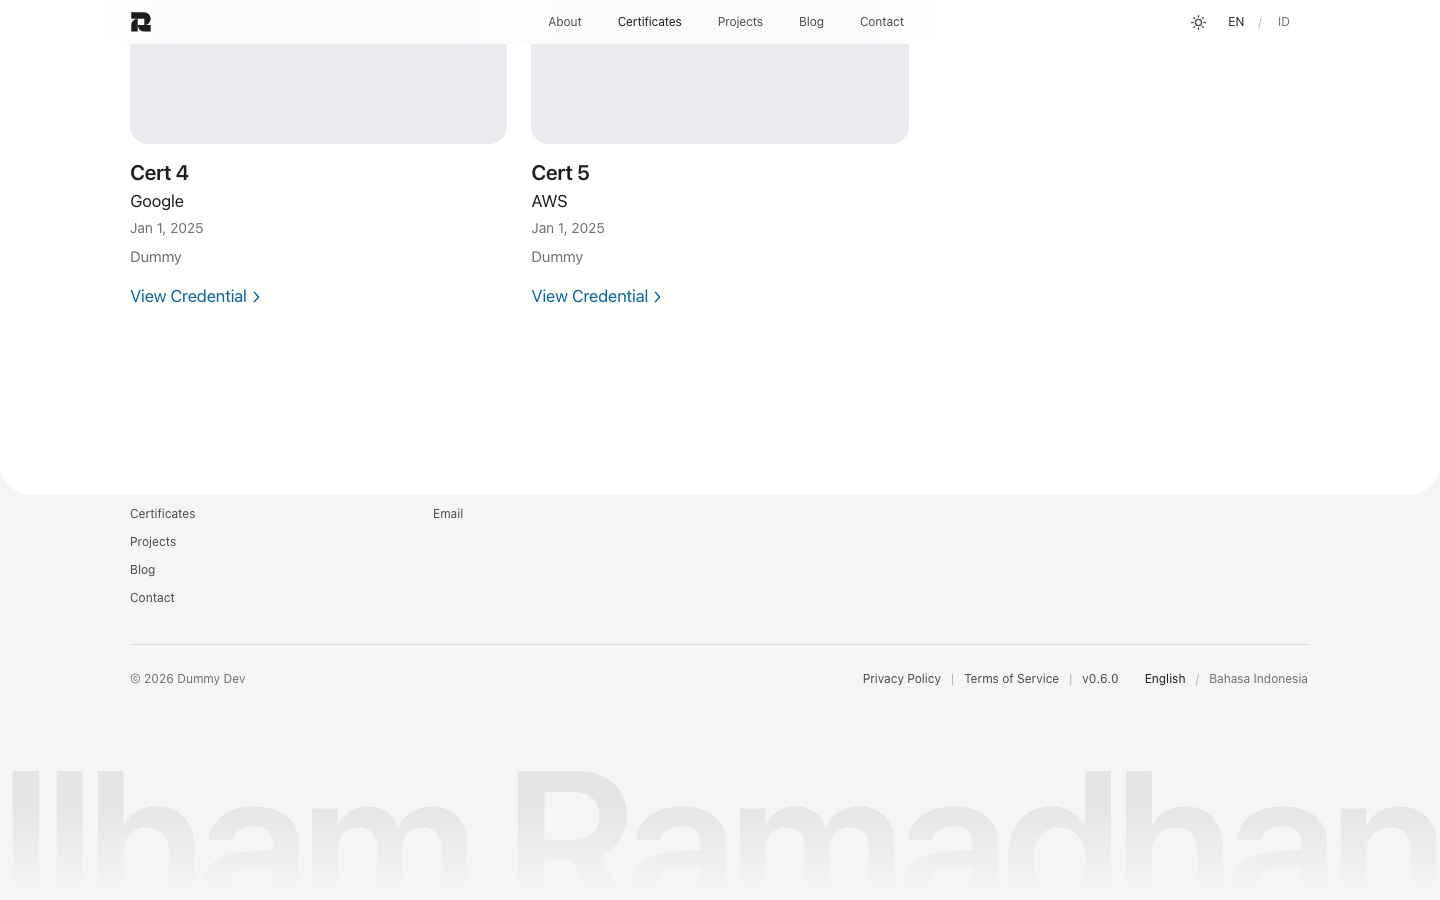 About Certificates Projects Blog Contact EN / ID
Cert 4
Google
Jan 1, 2025
Dummy
View Credential
Cert 5
AWS
Jan 1, 2025
Dummy
View Credential
Certificates
Projects
Blog
Contact
Email
© 2026 Dummy Dev
Privacy Policy | Terms of Service | v0.6.0 English / Bahasa Indonesia
Ilham Ramadhan